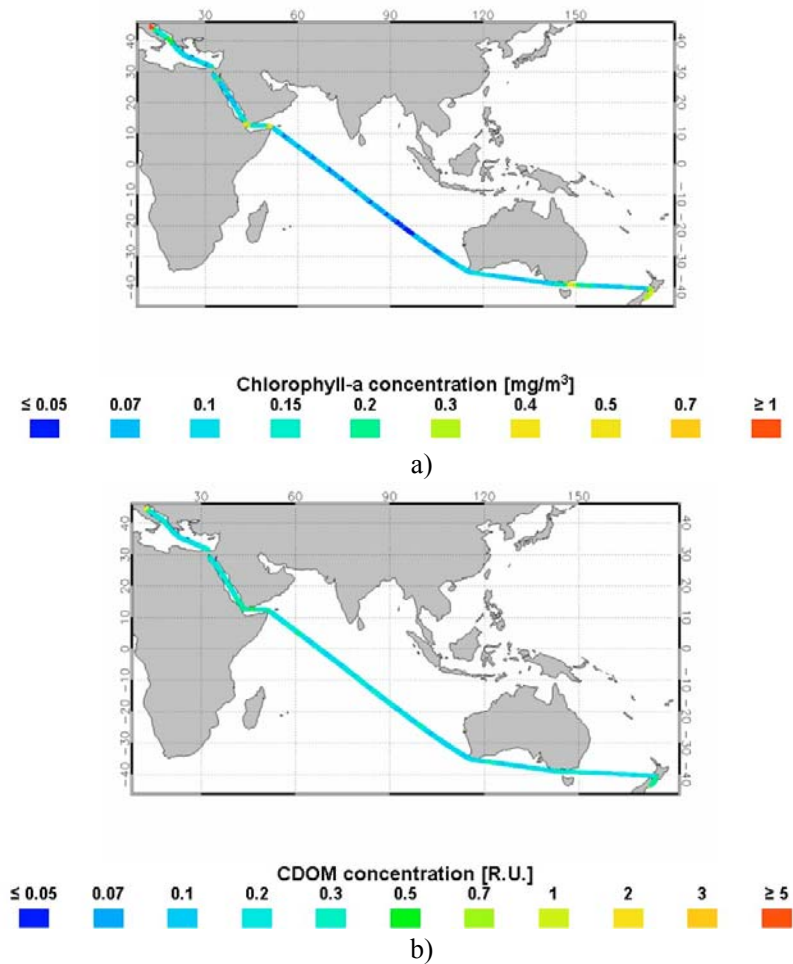 30 60 90 120 150
40 40
30 30
20 20
10 10
0 0
−10 −10
−20 −20
−30 −30
−40 −40
Chlorophyll-a concentration [mg/m³]
≤ 0.05 0.07 0.1 0.15 0.2 0.3 0.4 0.5 0.7 ≥ 1
a)
30 60 90 120 150
40 40
30 30
20 20
10 10
0 0
−10 −10
−20 −20
−30 −30
−40 −40
CDOM concentration [R.U.]
≤ 0.05 0.07 0.1 0.2 0.3 0.5 0.7 1 2 3 ≥ 5
b)